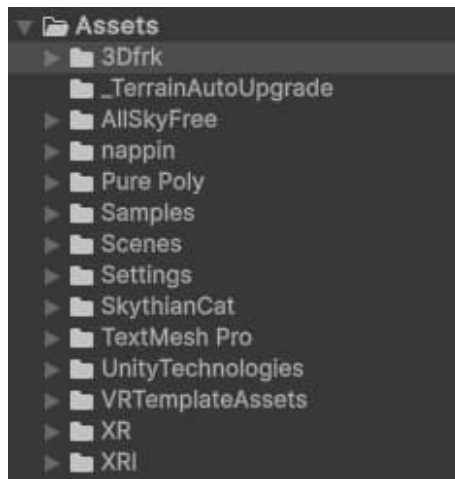 Assets
3Dfrk
_TerrainAutoUpgrade
AllSkyFree
nappin
Pure Poly
Samples
Scenes
Settings
SkythianCat
TextMesh Pro
UnityTechnologies
VRTemplateAssets
XR
XRI